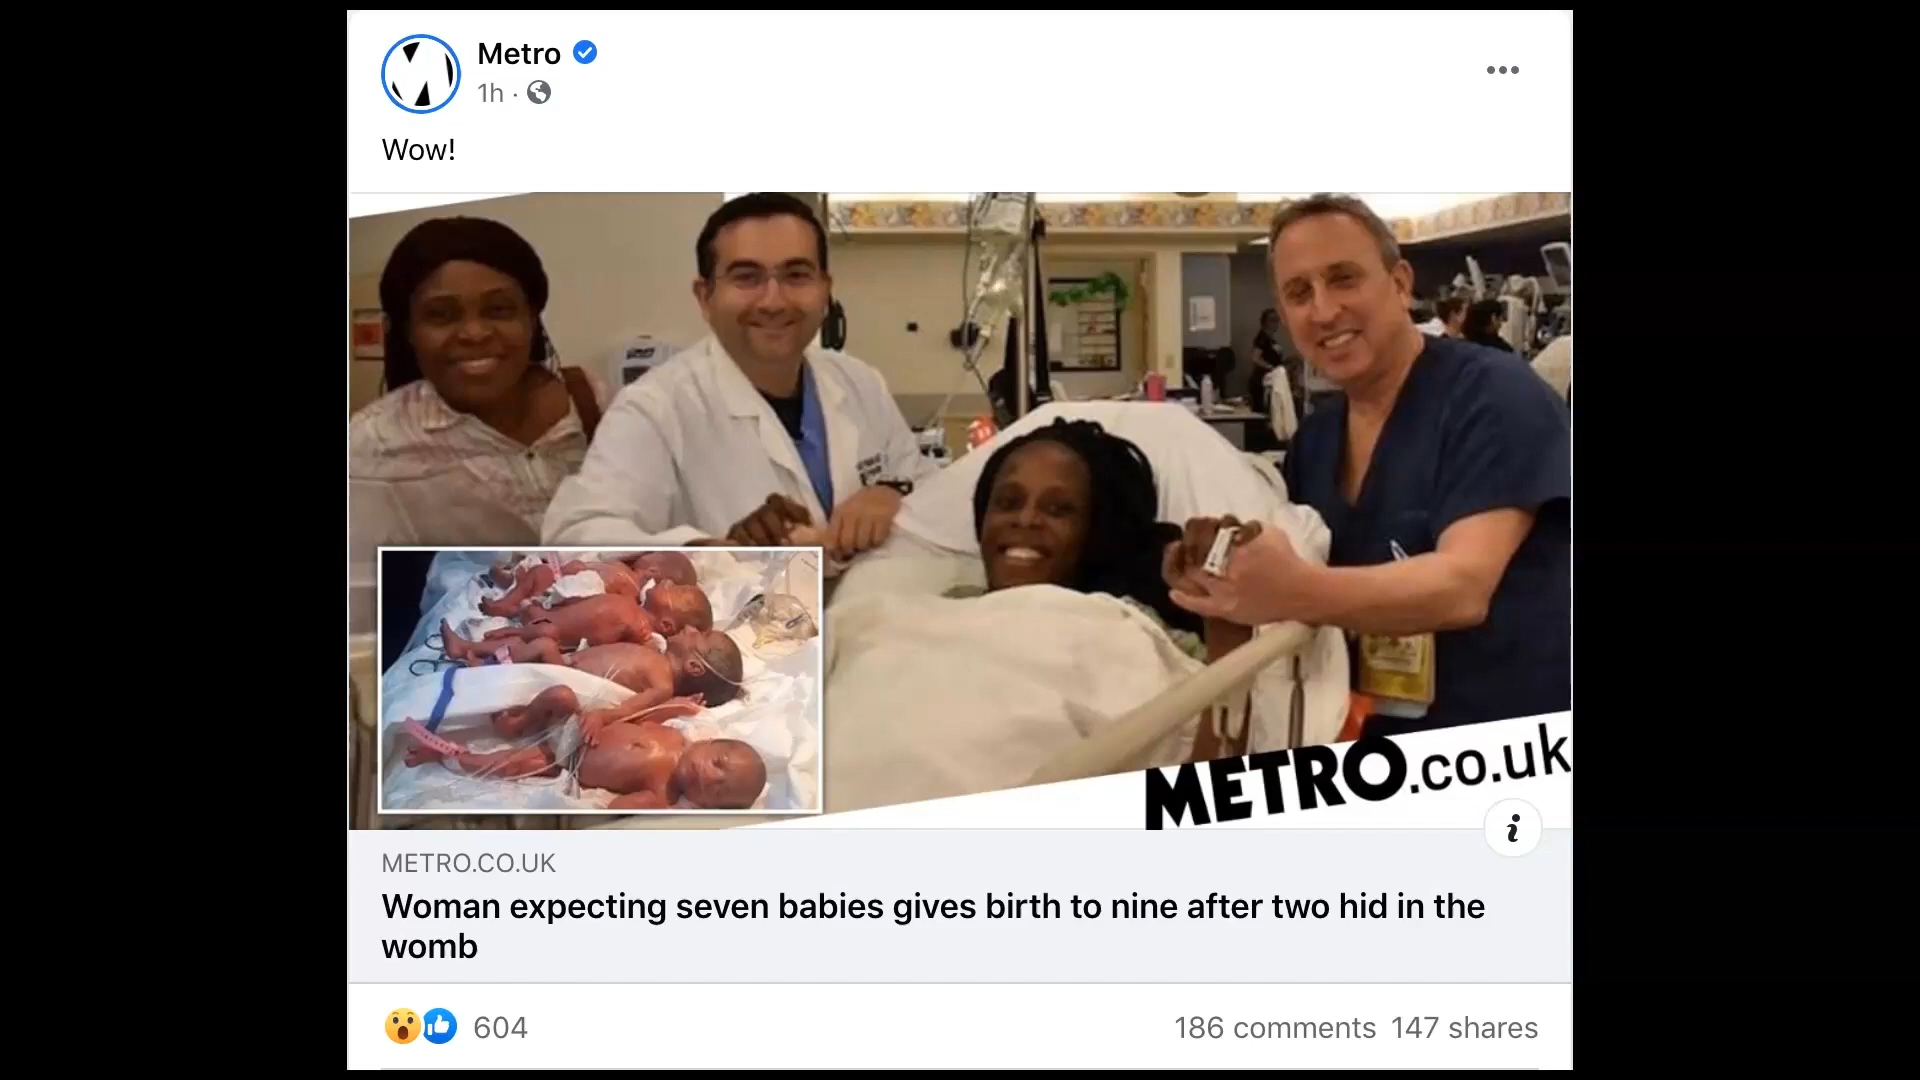 Metro
1h ·
Wow!
METRO.co.uk
METRO.CO.UK
Woman expecting seven babies gives birth to nine after two hid in the
womb
604
186 comments 147 shares